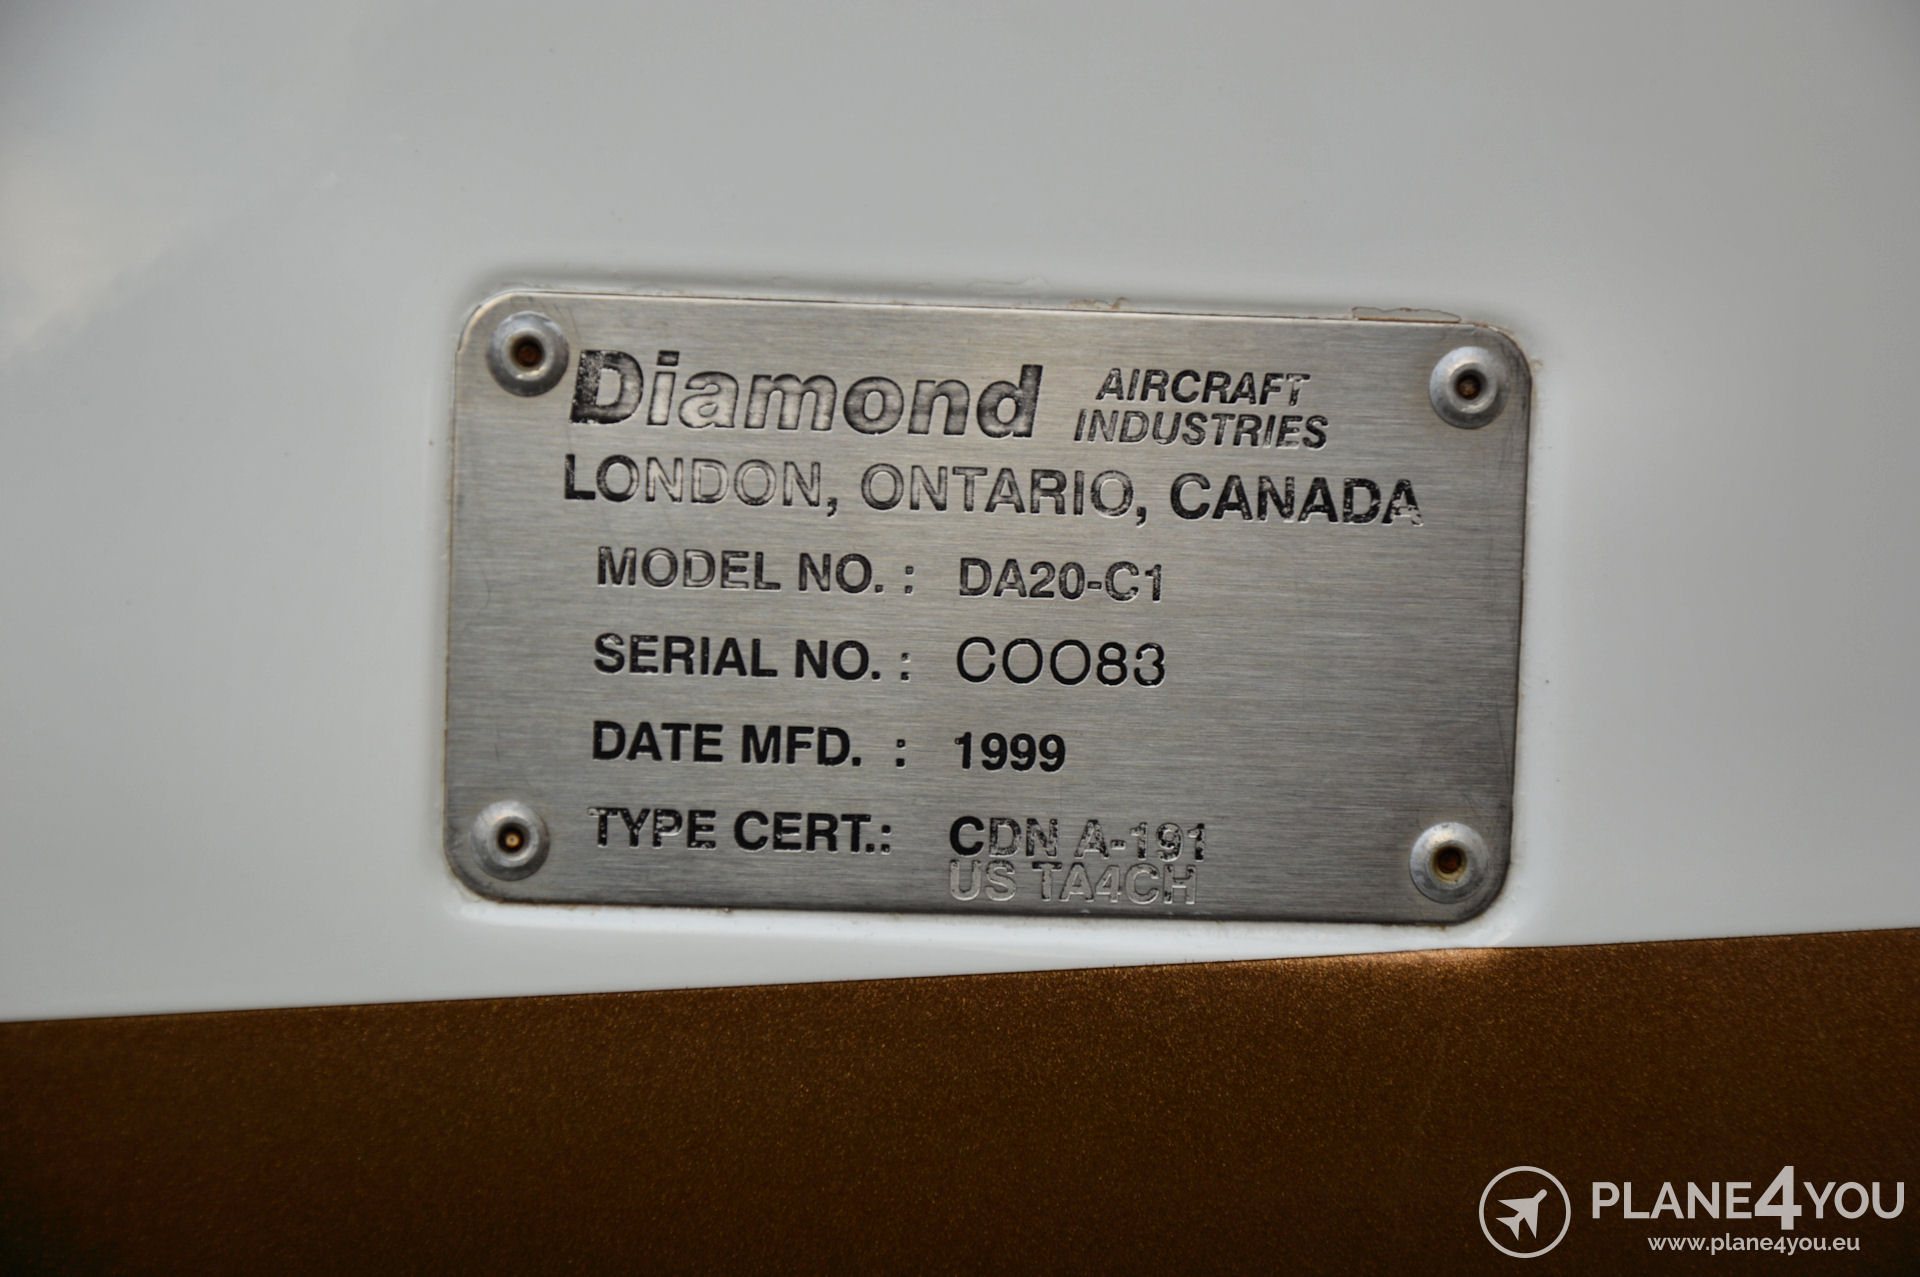 Diamond AIRCRAFT INDUSTRIES
LONDON, ONTARIO, CANADA
MODEL NO. : DA20-C1
SERIAL NO. : C0083
DATE MFD. : 1999
TYPE CERT.: CDN A-191
US TA4CH
PLANE4YOU
www.plane4you.eu